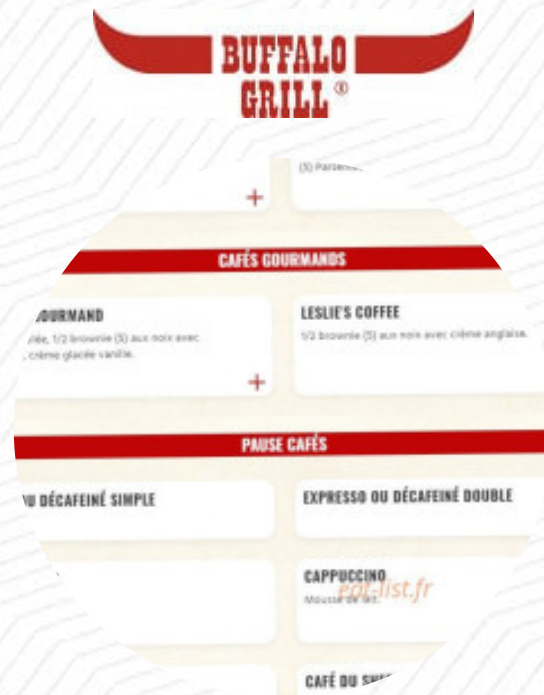 BUFFALO
GRILL®
(5)
+
CAFÉS GOURMANDS
GOURMAND
1/2 brownie (5) aux noix avec
crème glacée vanille.
+
LESLIE'S COFFEE
1/2 brownie (5) aux noix avec crème anglaise.
PAUSE CAFÉS
DÉCAFEINÉ SIMPLE
EXPRESSO OU DÉCAFEINÉ DOUBLE
CAPPUCCINO
Mousse de lait.
eat-list.fr
CAFÉ DU